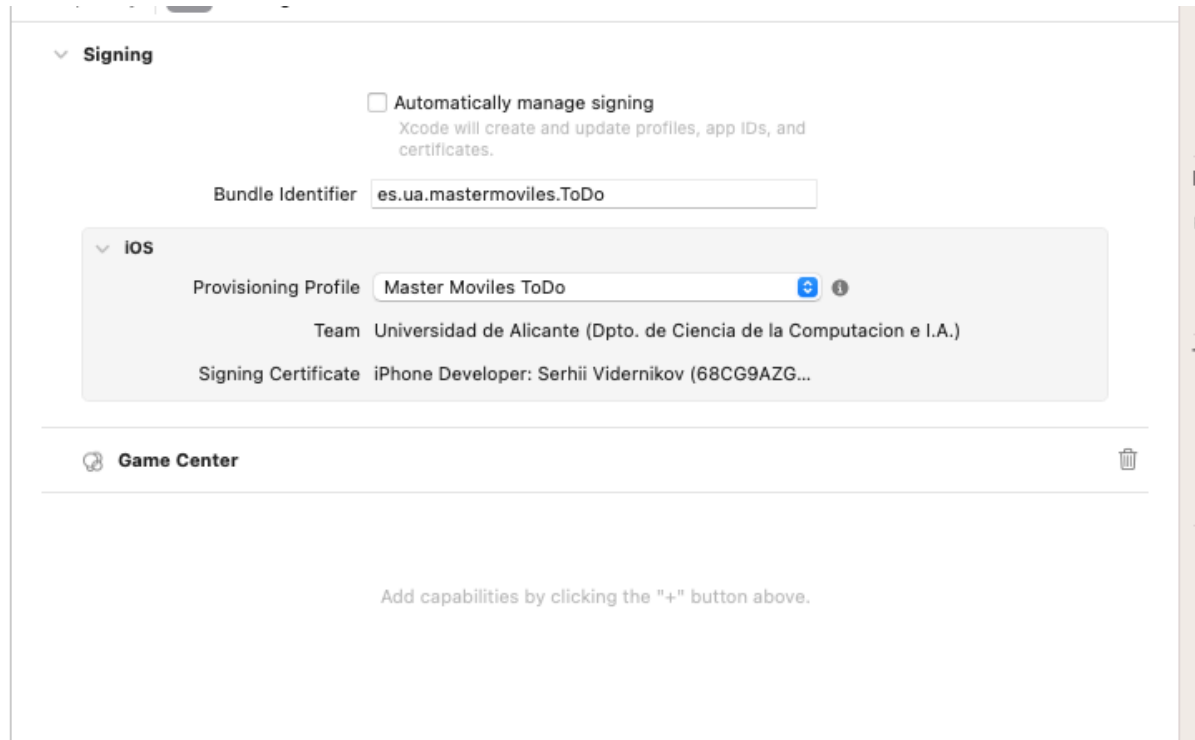 Signing
Automatically manage signing
Xcode will create and update profiles, app IDs, and
certificates.
Bundle Identifier es.ua.mastermoviles.ToDo
iOS
Provisioning Profile Master Moviles ToDo
Team Universidad de Alicante (Dpto. de Ciencia de la Computacion e I.A.)
Signing Certificate iPhone Developer: Serhii Vidernikov (68CG9AZG...
Game Center
Add capabilities by clicking the "+" button above.